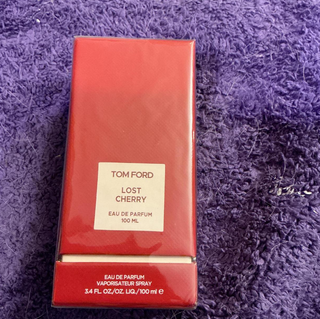 TOM FORD
LOST
CHERRY
EAU DE PARFUM
100 ML
EAU DE PARFUM
VAPORISATEUR SPRAY
3.4 FL. OZ./OZ. LIQ./100 ml ℮